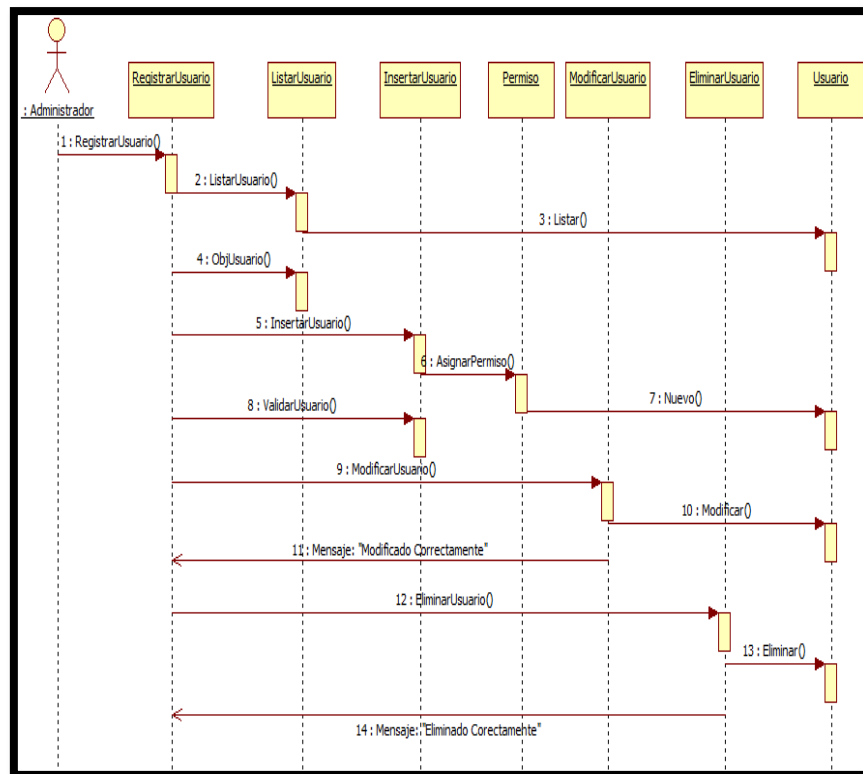 RegistrarUsuario
ListarUsuario
InsertarUsuario
Permiso
ModificarUsuario
EliminarUsuario
Usuario
: Administrador
1 : RegistrarUsuario()
2 : ListarUsuario()
3 : Listar()
4 : ObjUsuario()
5 : InsertarUsuario()
6 : AsignarPermiso()
7 : Nuevo()
8 : ValidarUsuario()
9 : ModificarUsuario()
10 : Modificar()
11 : Mensaje: "Modificado Correctamente"
12 : EliminarUsuario()
13 : Eliminar()
14 : Mensaje: "Eliminado Corectamehte"